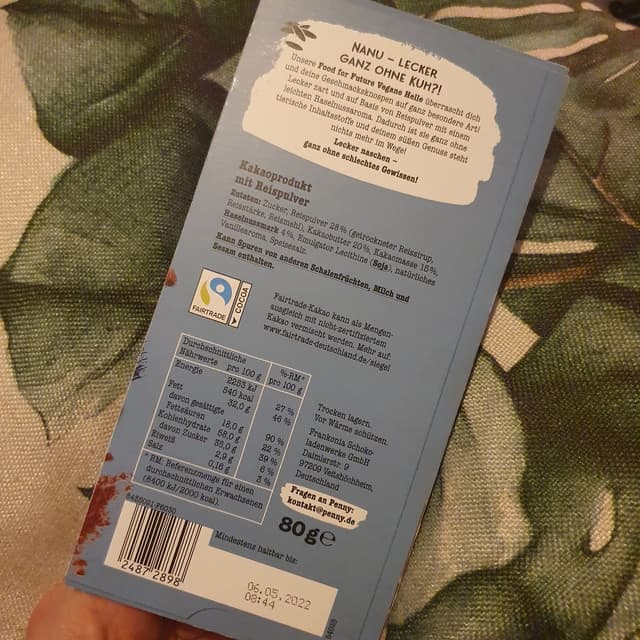 NANU – LECKER
GANZ OHNE KUH?!
Unsere Food for Future Vegane Helle überrascht dich
und deine Geschmacksknospen auf ganz besondere Art!
Lecker zart und auf Basis von Reispulver mit einem
leichten Haselnussaroma. Dadurch ist sie ganz ohne
tierische Inhaltsstoffe und deinem süßen Genuss steht
nichts mehr im Wege!
Lecker naschen –
ganz ohne schlechtes Gewissen!
Kakaoprodukt
mit Reispulver
Zutaten: Zucker, Reispulver 28 % (getrockneter Reissirup,
Reisstärke, Reismehl), Kakaobutter 20 %, Kakaomasse 18 %,
Haselnussmark 4 %, Emulgator Lecithine (Soja), natürliches
Vanillearoma, Speisesalz.
Kann Spuren von anderen Schalenfrüchten, Milch und
Sesam enthalten.
FAIRTRADE
COCOA
Fairtrade-Kakao kann als Mengen-
ausgleich mit nicht-zertifiziertem
Kakao vermischt werden. Mehr auf:
www.fairtrade-deutschland.de/siegel
Durchschnittliche
Nährwerte pro 100 g %-RM* pro 100 g
Energie 2253 kJ
540 kcal 27 %
Fett 32,0 g 46 %
davon gesättigte
Fettsäuren 18,0 g 90 %
Kohlenhydrate 58,0 g 22 %
davon Zucker 35,0 g 39 %
Eiweiß 2,9 g 6 %
Salz 0,16 g 3 %
* RM: Referenzmenge für einen
durchschnittlichen Erwachsenen
(8400 kJ/2000 kcal).
Trocken lagern.
Vor Wärme schützen.
Frankonia Schoko-
ladenwerke GmbH
Daimlerstr. 9
97209 Veitshöchheim,
Deutschland
Fragen an Penny:
kontakt@penny.de
80 g e
2487 2898
Mindestens haltbar bis:
06.05.2022
08:44